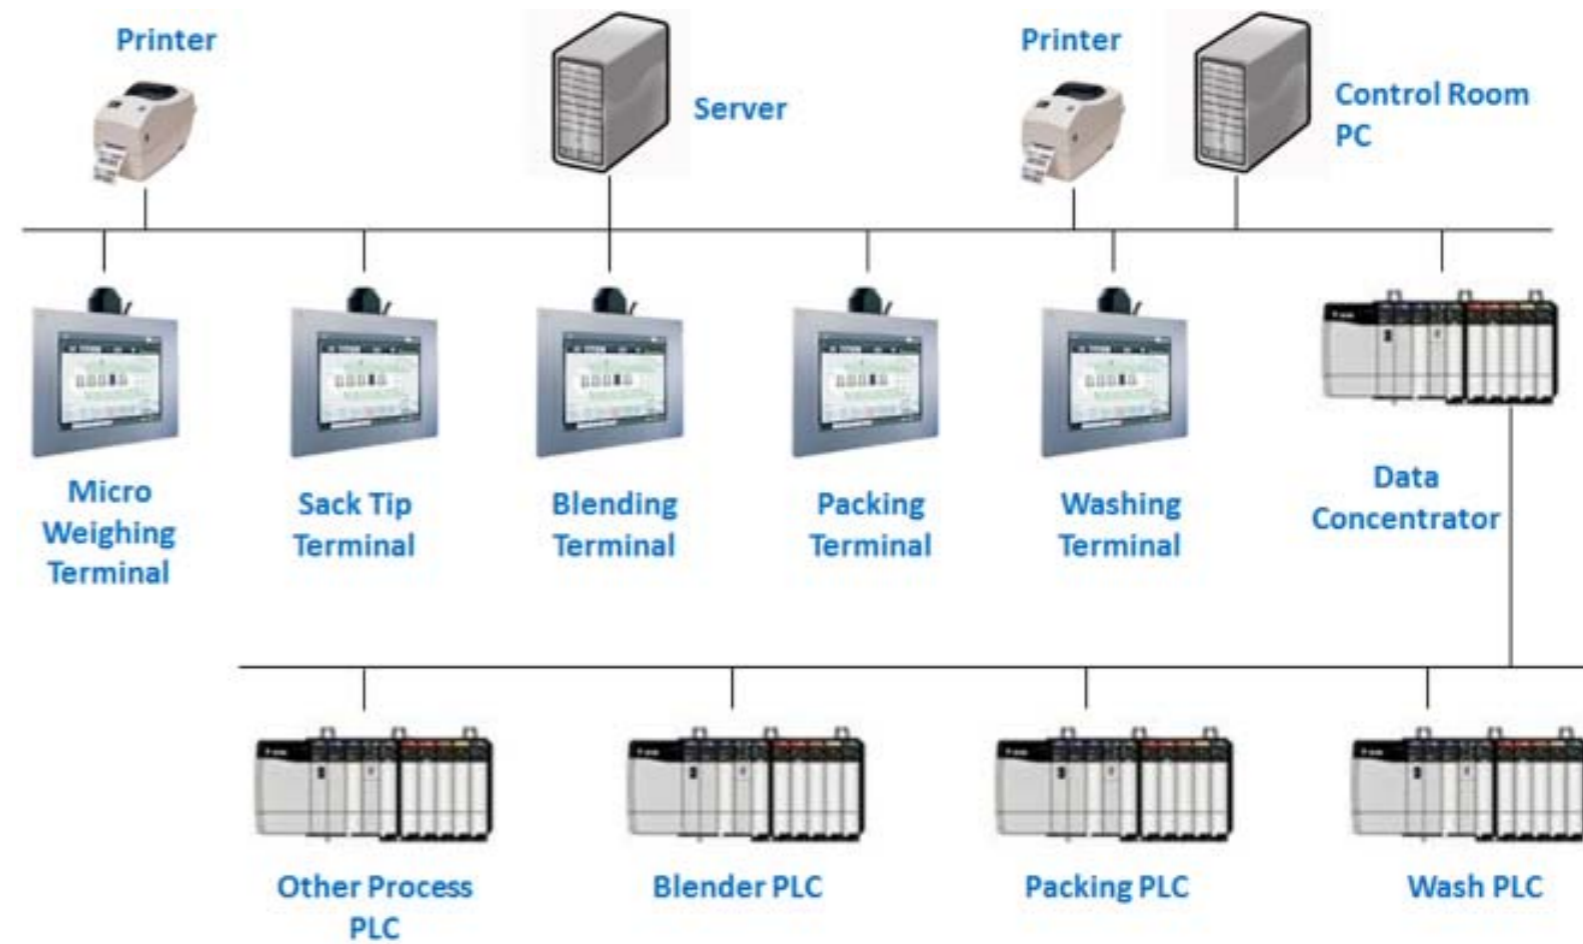 Printer
Server
Printer
Control Room
PC
Micro
Weighing
Terminal
Sack Tip
Terminal
Blending
Terminal
Packing
Terminal
Washing
Terminal
Data
Concentrator
Other Process
PLC
Blender PLC
Packing PLC
Wash PLC